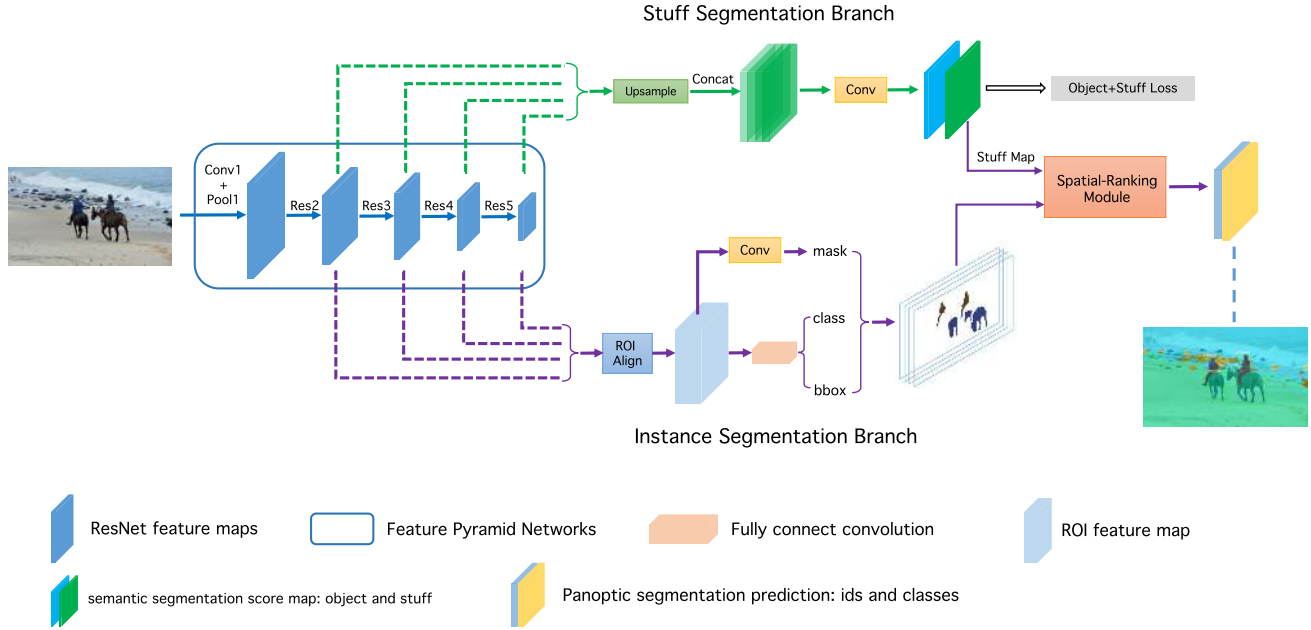 Stuff Segmentation Branch
Upsample
Concat
Conv
Object+Stuff Loss
Conv1
+
Pool1
Res2
Res3
Res4
Res5
Stuff Map
Spatial-Ranking
Module
Conv
mask
class
bbox
ROI
Align
Instance Segmentation Branch
ResNet feature maps
Feature Pyramid Networks
Fully connect convolution
ROI feature map
semantic segmentation score map: object and stuff
Panoptic segmentation prediction: ids and classes